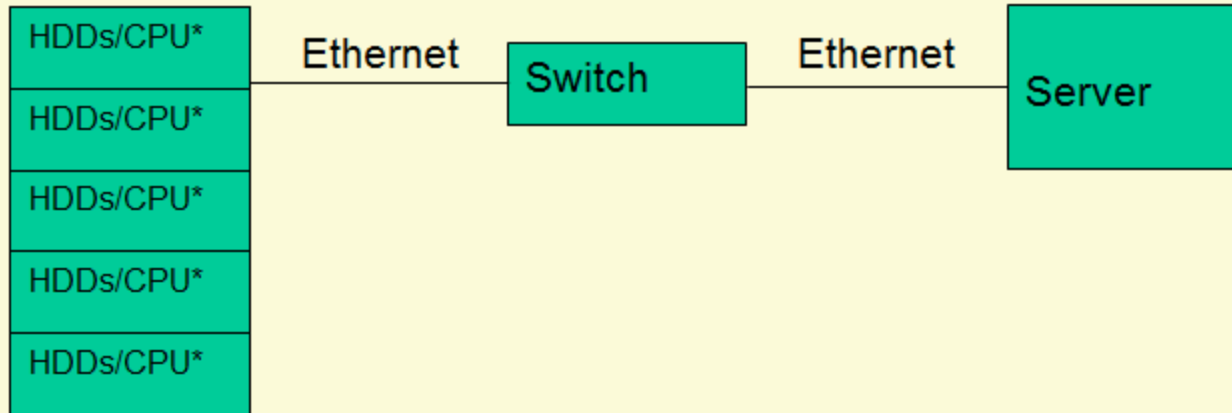 HDDs/CPU*
Ethernet
Switch
Ethernet
Server
HDDs/CPU*
HDDs/CPU*
HDDs/CPU*
HDDs/CPU*